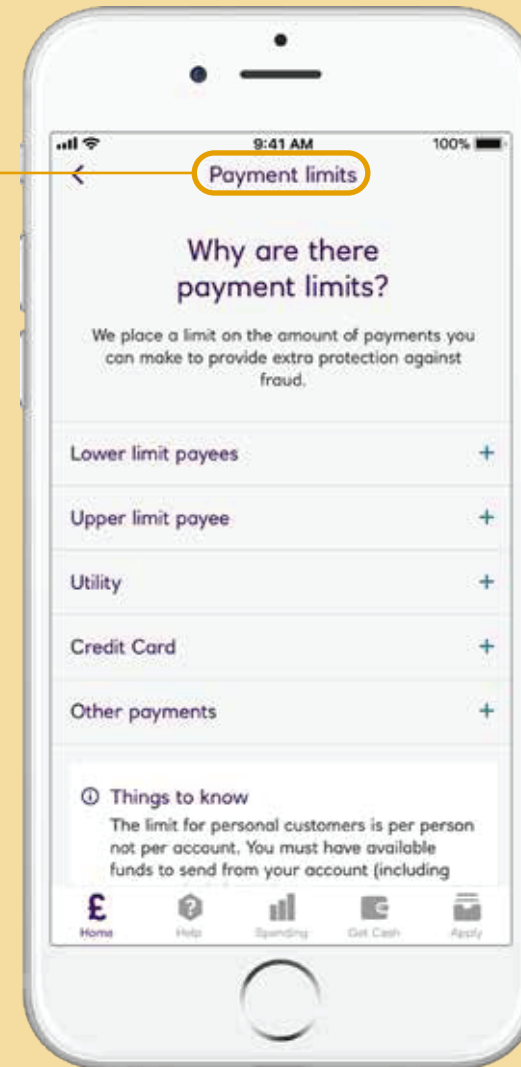 9:41 AM 100%
Payment limits
Why are there
payment limits?
We place a limit on the amount of payments you
can make to provide extra protection against
fraud.
Lower limit payees +
Upper limit payee +
Utility +
Credit Card +
Other payments +
Things to know
The limit for personal customers is per person
not per account. You must have available
funds to send from your account (including
£
Home Help Spending Get Cash Apply